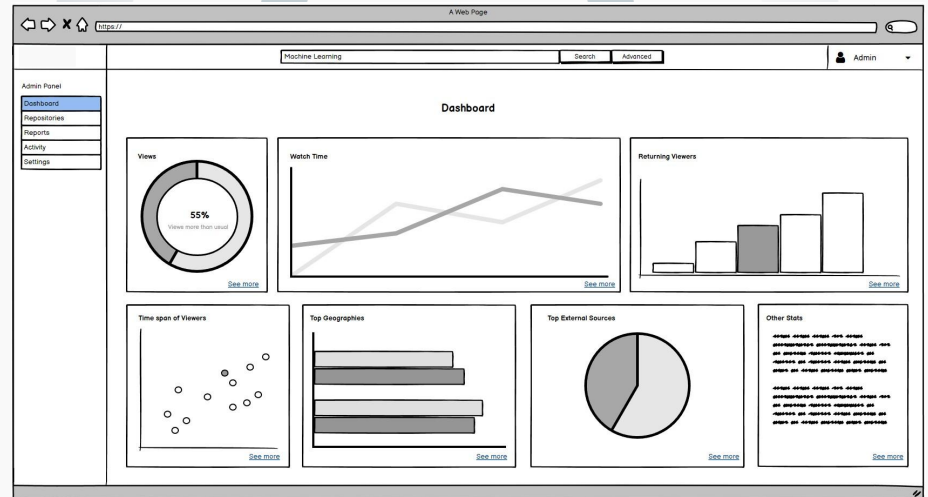 A Web Page
https://
Machine Learning
Search
Advanced
Admin
Admin Panel
Dashboard
Repositories
Reports
Activity
Settings
Dashboard
Views
55%
Views more than usual
See more
Watch Time
See more
Returning Viewers
See more
Time span of Viewers
See more
Top Geographies
See more
Top External Sources
See more
Other Stats
See more